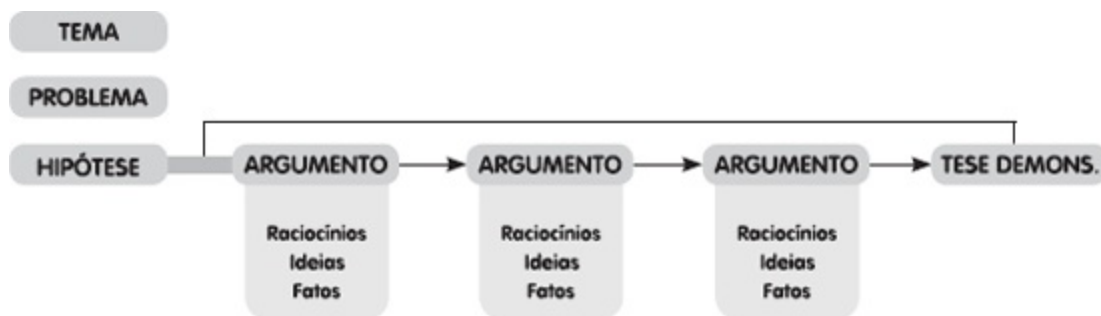 TEMA
PROBLEMA
HIPÓTESE ARGUMENTO ARGUMENTO ARGUMENTO TESE DEMONS.
Raciocínios Raciocínios Raciocínios
Ideias Ideias Ideias
Fatos Fatos Fatos